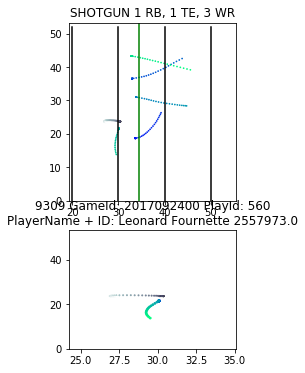 SHOTGUN 1 RB, 1 TE, 3 WR
50
40
30
20
10
0
20 30 40 50
9309 GameId: 2017092400 PlayId: 560
PlayerName + ID: Leonard Fournette 2557973.0
40
20
0
25.0 27.5 30.0 32.5 35.0